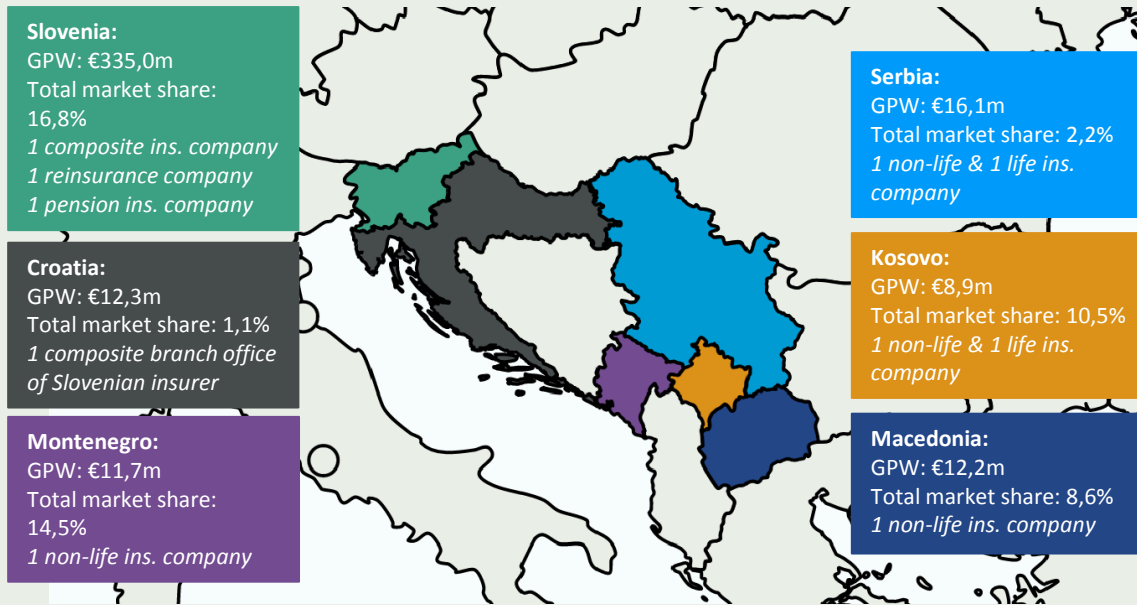 Slovenia:
GPW: €335,0m
Total market share:
16,8%
1 composite ins. company
1 reinsurance company
1 pension ins. company
Croatia:
GPW: €12,3m
Total market share: 1,1%
1 composite branch office
of Slovenian insurer
Montenegro:
GPW: €11,7m
Total market share:
14,5%
1 non-life ins. company
Serbia:
GPW: €16,1m
Total market share: 2,2%
1 non-life & 1 life ins.
company
Kosovo:
GPW: €8,9m
Total market share: 10,5%
1 non-life & 1 life ins.
company
Macedonia:
GPW: €12,2m
Total market share: 8,6%
1 non-life ins. company